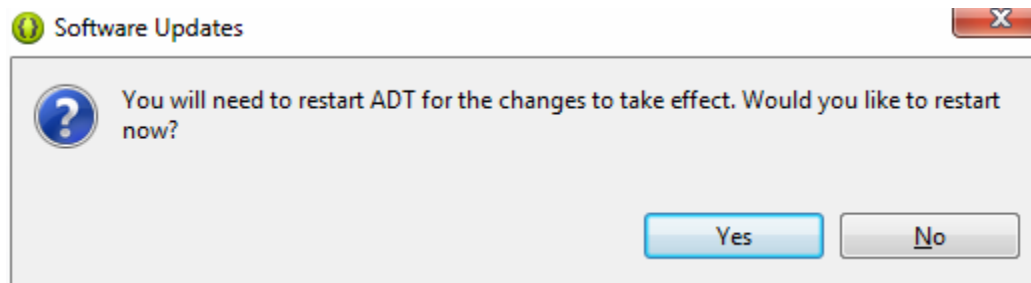 Software Updates
You will need to restart ADT for the changes to take effect. Would you like to restart
now?
Yes
No